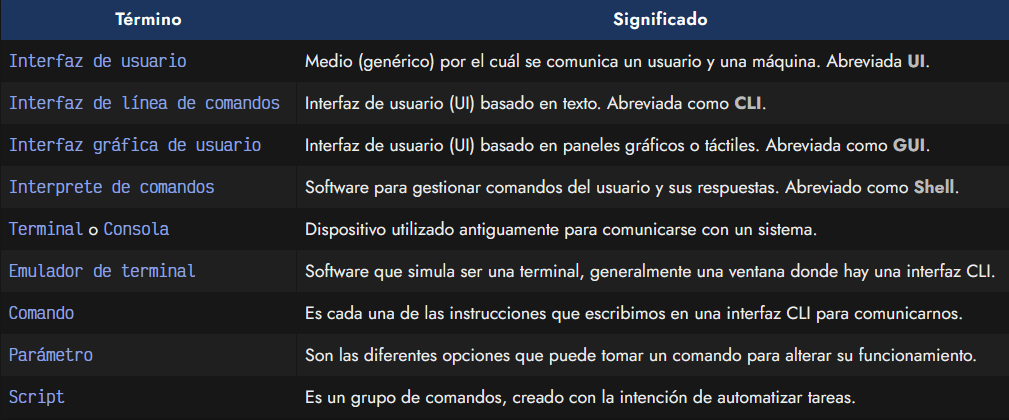 Término Significado
Interfaz de usuario Medio (genérico) por el cuál se comunica un usuario y una máquina. Abreviada UI.
Interfaz de línea de comandos Interfaz de usuario (UI) basado en texto. Abreviada como CLI.
Interfaz gráfica de usuario Interfaz de usuario (UI) basado en paneles gráficos o táctiles. Abreviada como GUI.
Interprete de comandos Software para gestionar comandos del usuario y sus respuestas. Abreviado como Shell.
Terminal o Consola Dispositivo utilizado antiguamente para comunicarse con un sistema.
Emulador de terminal Software que simula ser una terminal, generalmente una ventana donde hay una interfaz CLI.
Comando Es cada una de las instrucciones que escribimos en una interfaz CLI para comunicarnos.
Parámetro Son las diferentes opciones que puede tomar un comando para alterar su funcionamiento.
Script Es un grupo de comandos, creado con la intención de automatizar tareas.